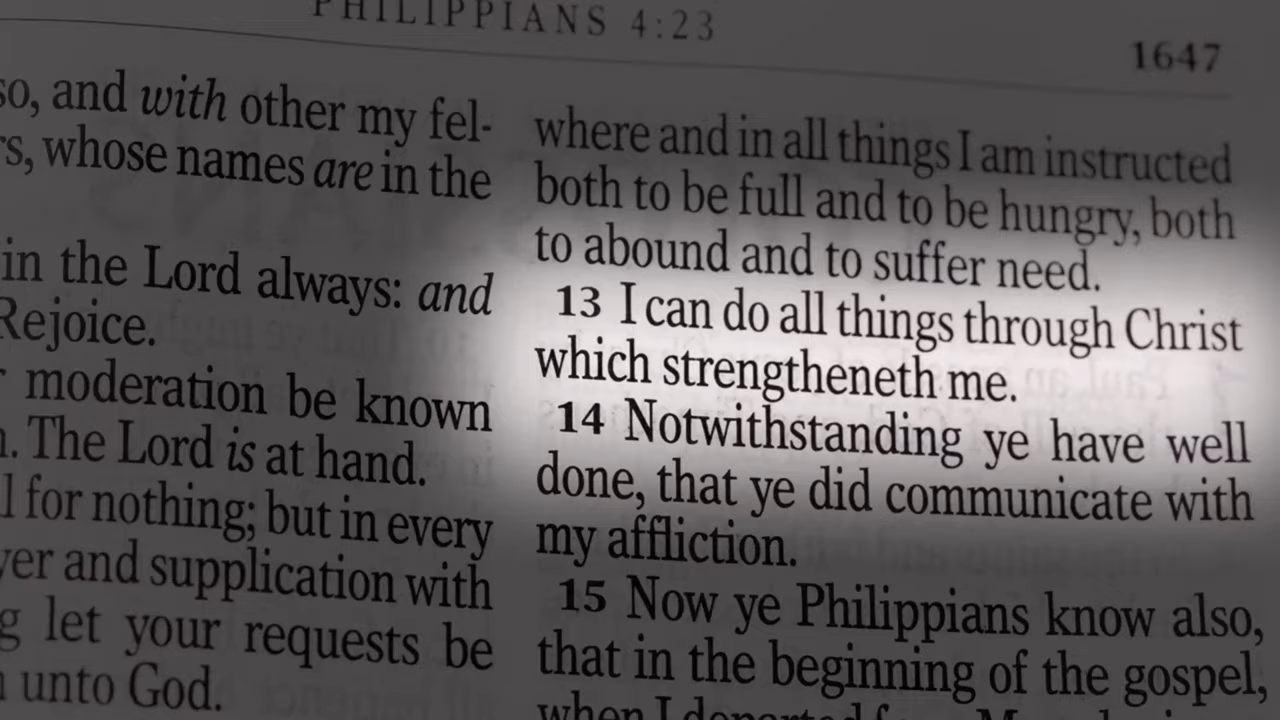 PHILIPPIANS 4:23
1647
so, and with other my fel-
whose names are in the
in the Lord always: and
Rejoice.
moderation be known
The Lord is at hand.
for nothing; but in every
and supplication with
let your requests be
unto God.
where and in all things I am instructed
both to be full and to be hungry, both
to abound and to suffer need.
13 I can do all things through Christ
which strengtheneth me.
14 Notwithstanding ye have well
done, that ye did communicate with
my affliction.
15 Now ye Philippians know also,
that in the beginning of the gospel,
when I departed